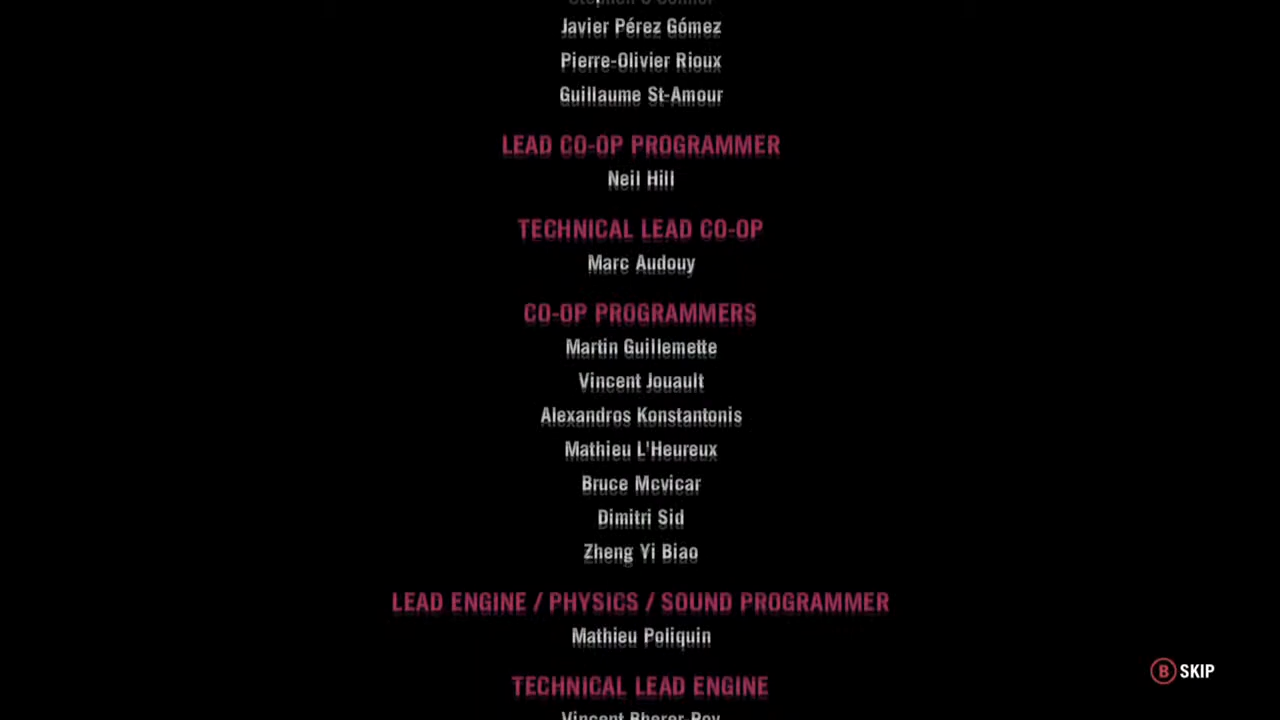 Javier Pérez Gómez
Pierre-Olivier Rioux
Guillaume St-Amour
LEAD CO-OP PROGRAMMER
Neil Hill
TECHNICAL LEAD CO-OP
Marc Audouy
CO-OP PROGRAMMERS
Martin Guillemette
Vincent Jouault
Alexandros Konstantonis
Mathieu L'Heureux
Bruce Mcvicar
Dimitri Sid
Zheng Yi Biao
LEAD ENGINE / PHYSICS / SOUND PROGRAMMER
Mathieu Poliquin
B SKIP
TECHNICAL LEAD ENGINE
Vincent